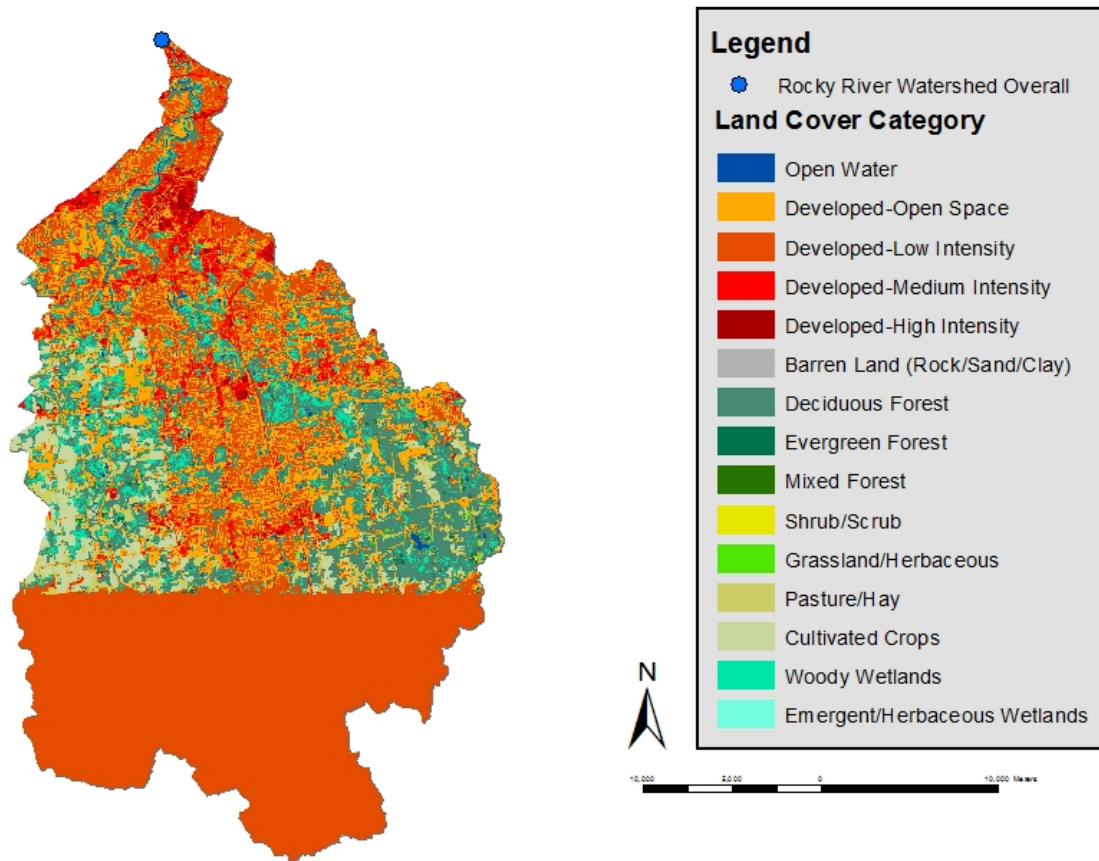 Legend
Rocky River Watershed Overall
Land Cover Category
Open Water
Developed-Open Space
Developed-Low Intensity
Developed-Medium Intensity
Developed-High Intensity
Barren Land (Rock/Sand/Clay)
Deciduous Forest
Evergreen Forest
Mixed Forest
Shrub/Scrub
Grassland/Herbaceous
Pasture/Hay
Cultivated Crops
Woody Wetlands
Emergent/Herbaceous Wetlands
N
10,000 5,000 0 10,000 Meters